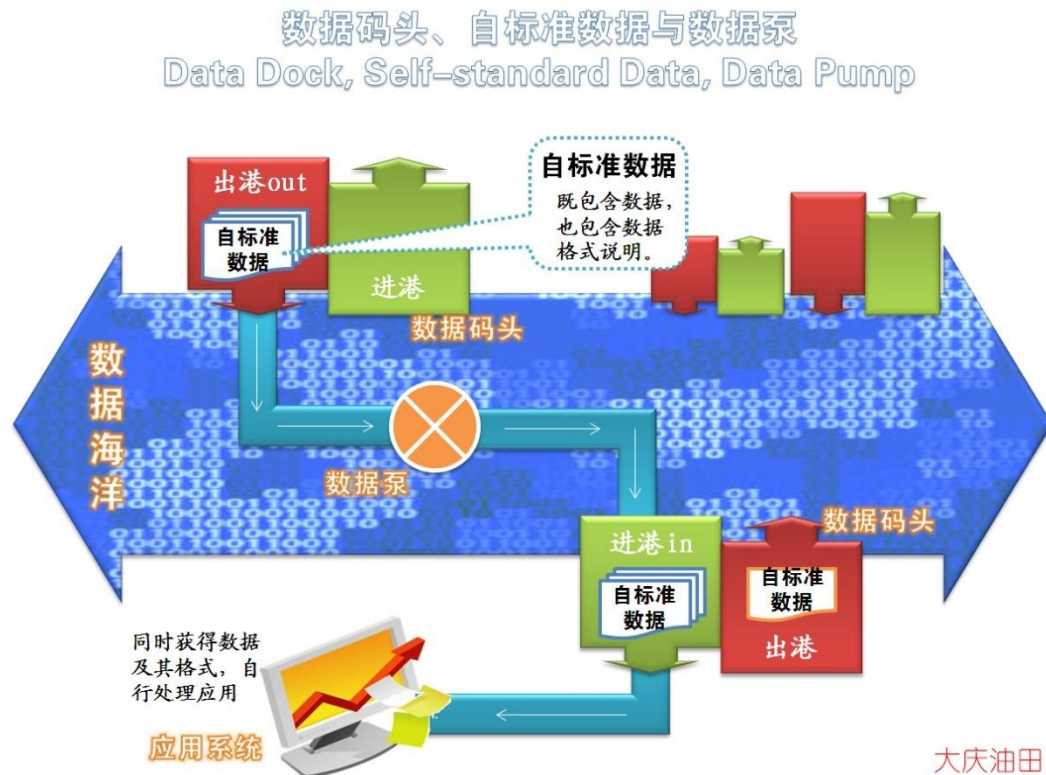 数据码头、自标准数据与数据泵
Data Dock, Self-standard Data, Data Pump
出港out
自标准
数据
进港
自标准数据
既包含数据，
也包含数据
格式说明。
数据码头
数据海洋
数据泵
进港in
自标准
数据
数据码头
自标准
数据
出港
同时获得数据
及其格式，自
行处理应用
应用系统
大庆油田